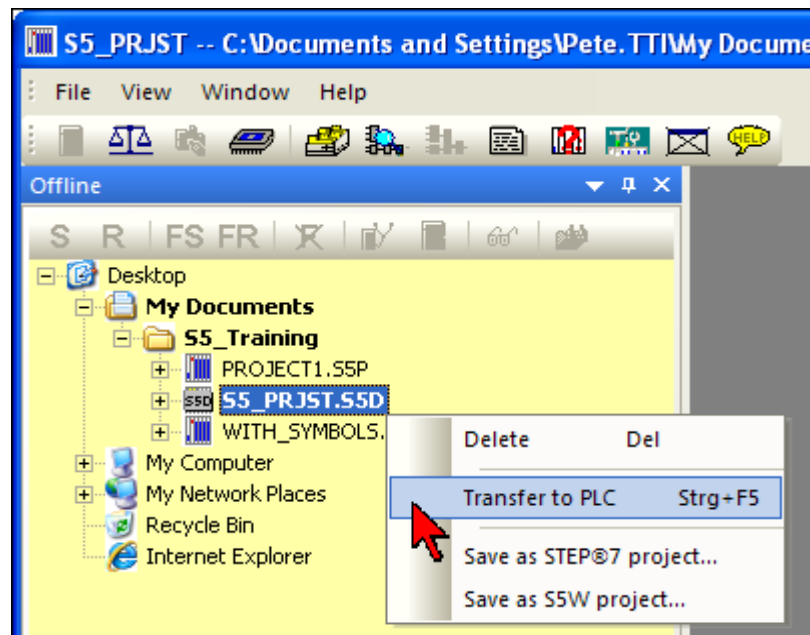 S5_PRJST -- C:\Documents and Settings\Pete.TTI\My Docume
File View Window Help
HELP
Offline
S R FS FR
Desktop
My Documents
S5_Training
PROJECT1.S5P
S5D S5_PRJST.S5D
WITH_SYMBOLS.
My Computer
My Network Places
Recycle Bin
Internet Explorer
Delete Del
Transfer to PLC Strg+F5
Save as STEP®7 project...
Save as S5W project...